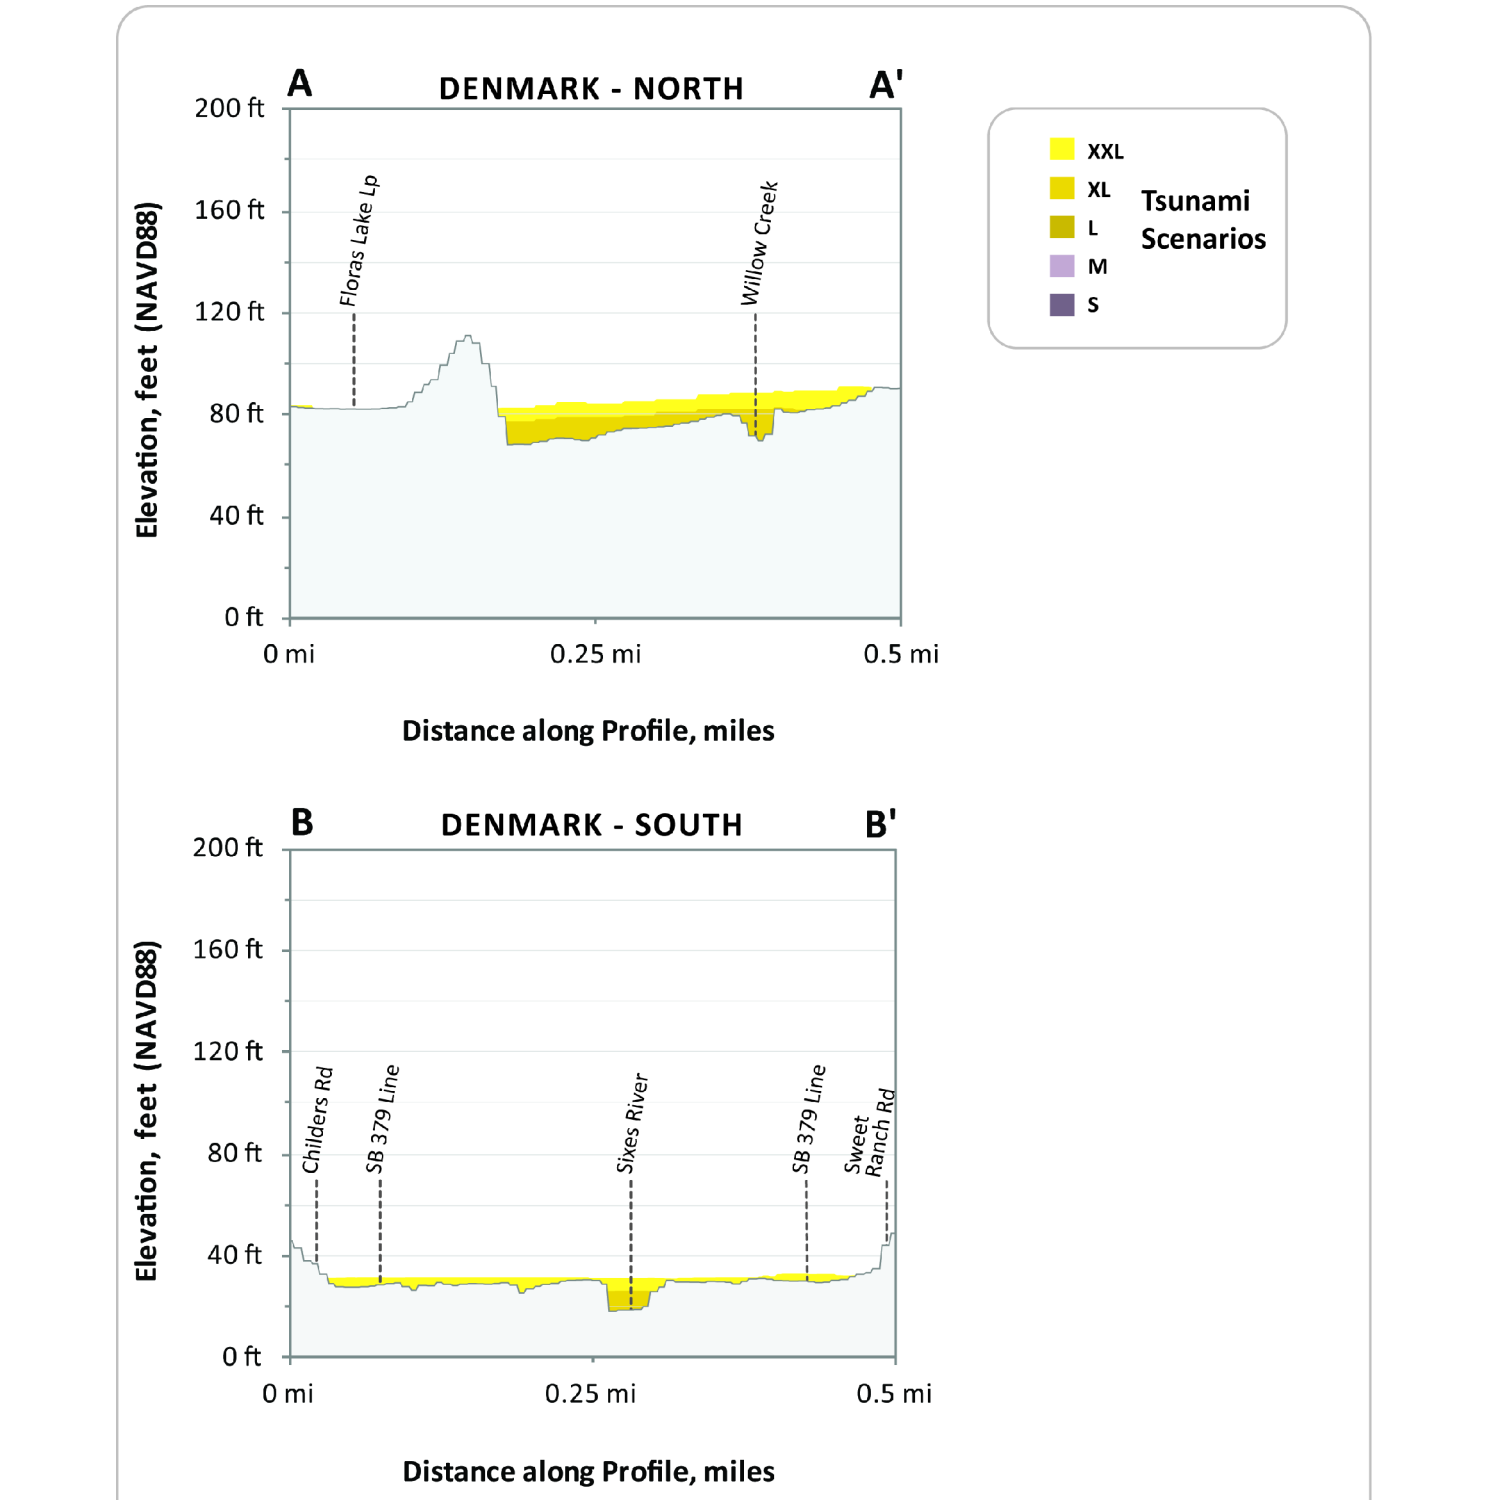 A DENMARK - NORTH A'
200 ft
160 ft
120 ft
80 ft
40 ft
0 ft
Elevation, feet (NAVD88)
Floras Lake Lp
Willow Creek
0 mi 0.25 mi 0.5 mi
Distance along Profile, miles
XXL
XL
L
M
S
Tsunami
Scenarios
B DENMARK - SOUTH B'
200 ft
160 ft
120 ft
80 ft
40 ft
0 ft
Elevation, feet (NAVD88)
Childers Rd
SB 379 Line
Sixes River
SB 379 Line
Sweet
Ranch Rd
0 mi 0.25 mi 0.5 mi
Distance along Profile, miles